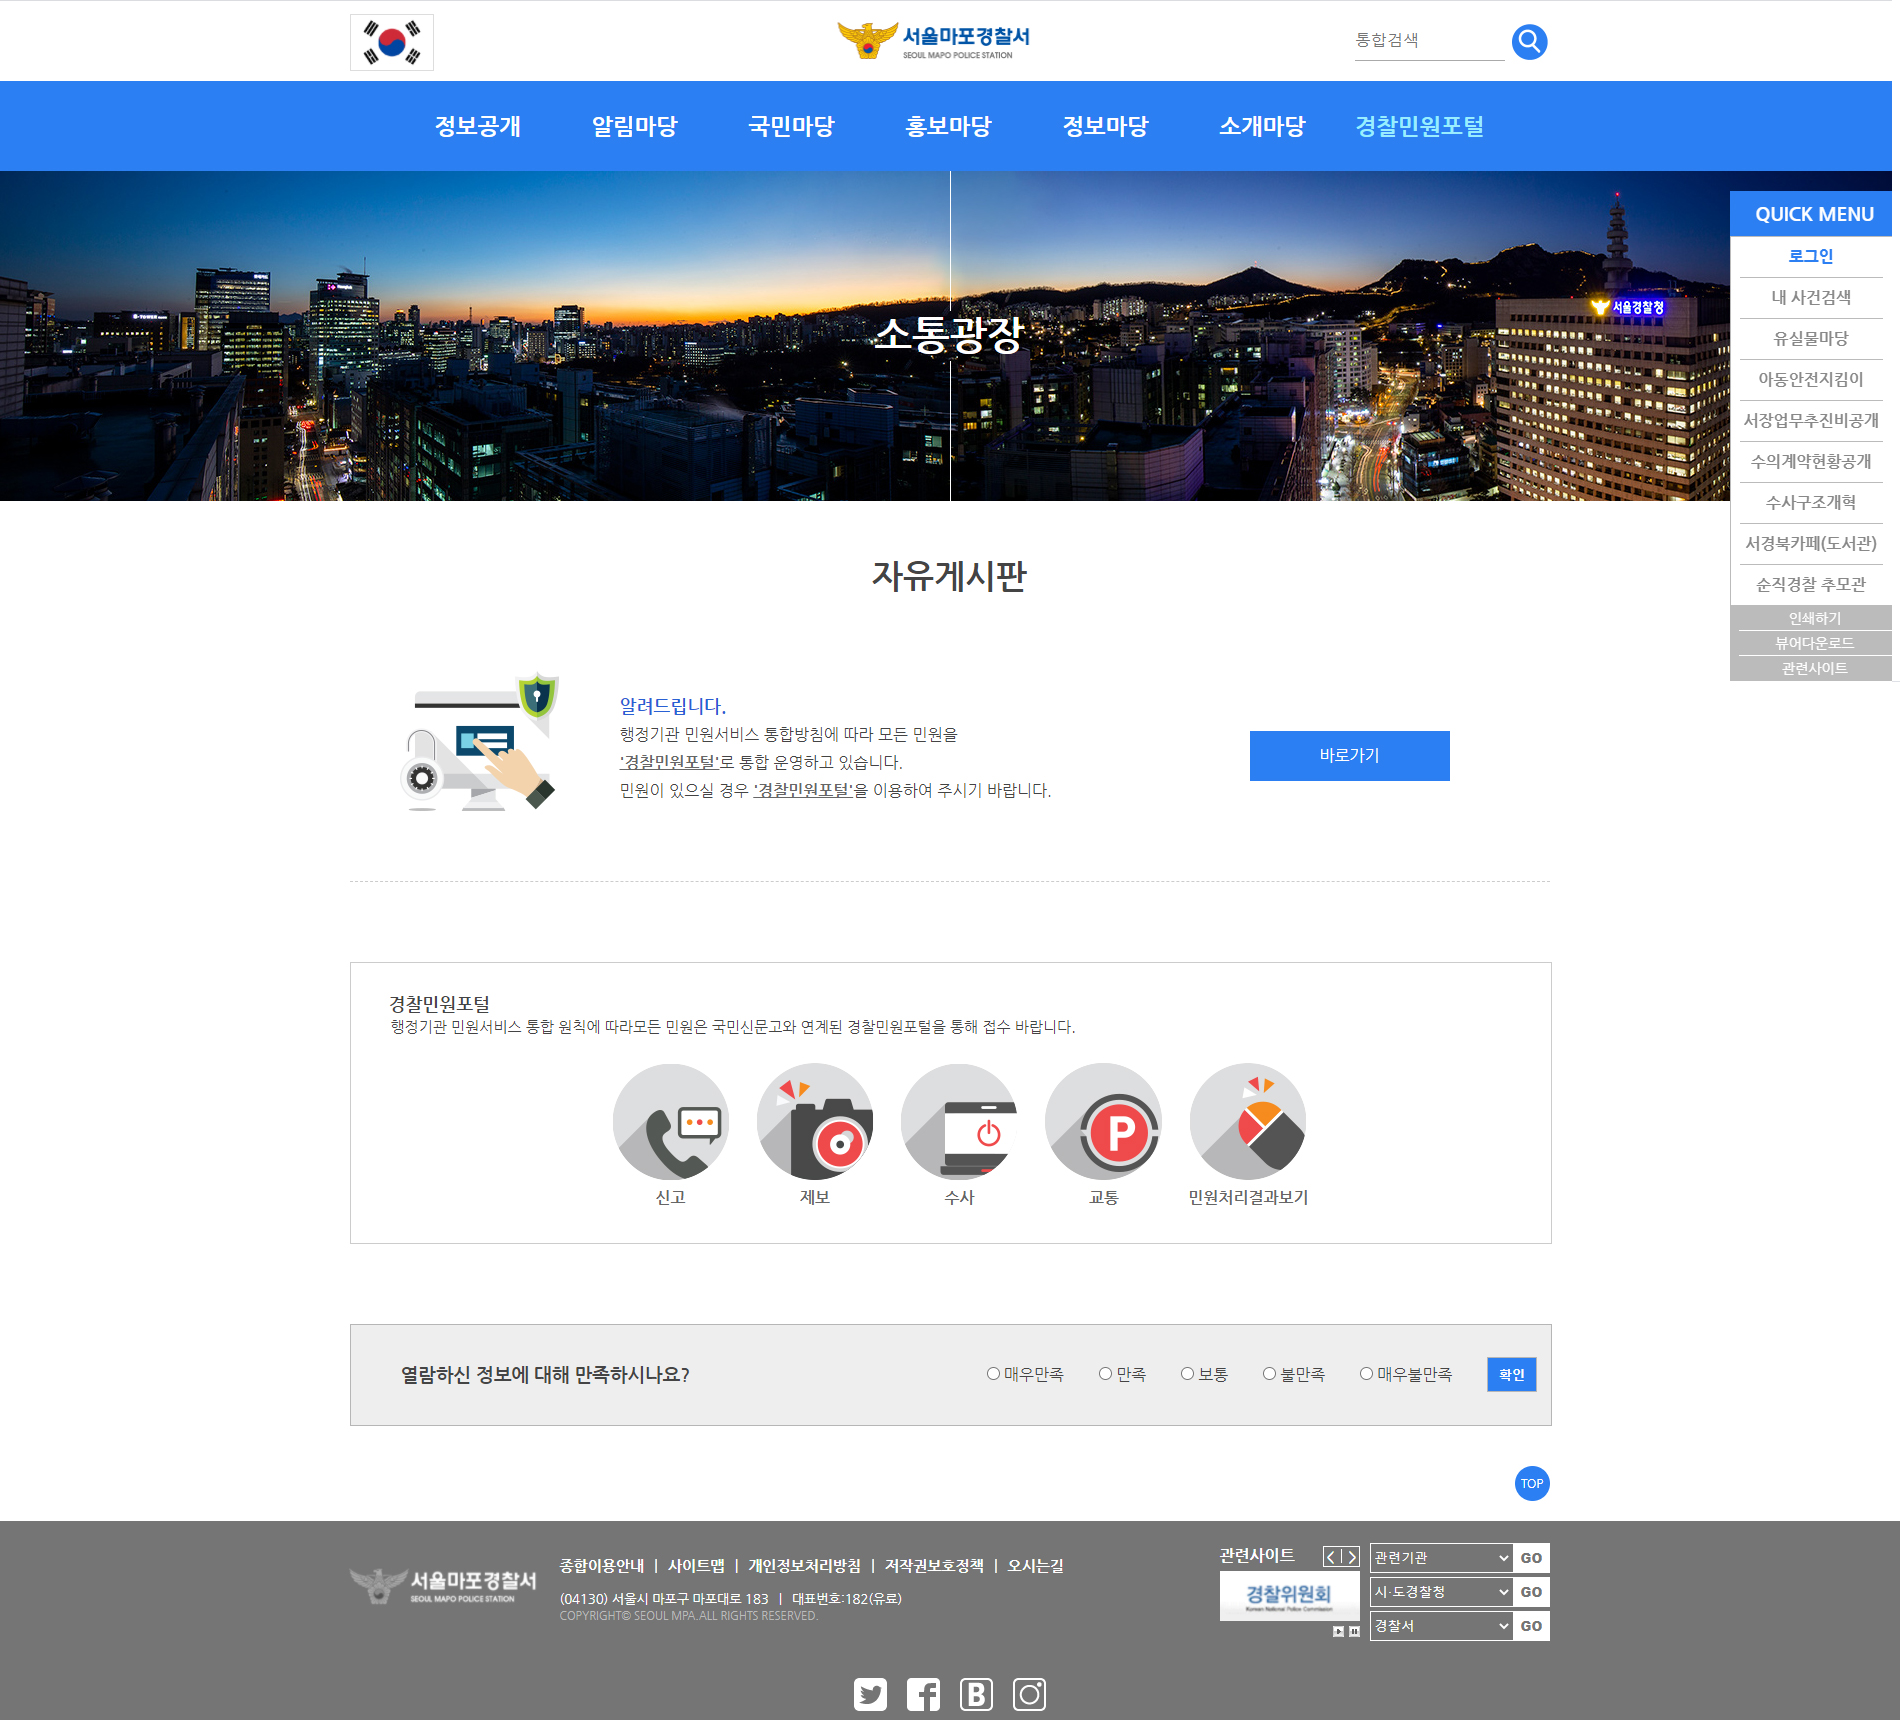 서울마포경찰서
SEOUL MAPO POLICE STATION
통합검색
정보공개 알림마당 국민마당 홍보마당 정보마당 소개마당 경찰민원포털
소통광장
서울경찰청
QUICK MENU
로그인
내 사건검색
유실물마당
아동안전지킴이
서장업무추진비공개
수의계약현황공개
수사구조개혁
서경북카페(도서관)
순직경찰 추모관
인쇄하기
뷰어다운로드
관련사이트
자유게시판
알려드립니다.
행정기관 민원서비스 통합방침에 따라 모든 민원을
'경찰민원포털'로 통합 운영하고 있습니다.
민원이 있으실 경우 '경찰민원포털'을 이용하여 주시기 바랍니다.
바로가기
경찰민원포털
행정기관 민원서비스 통합 원칙에 따라모든 민원은 국민신문고와 연계된 경찰민원포털을 통해 접수 바랍니다.
P
신고 제보 수사 교통 민원처리결과보기
열람하신 정보에 대해 만족하시나요?
매우만족 만족 보통 불만족 매우불만족 확인
TOP
서울마포경찰서
SEOUL MAPO POLICE STATION
종합이용안내 | 사이트맵 | 개인정보처리방침 | 저작권보호정책 | 오시는길
(04130) 서울시 마포구 마포대로 183 | 대표번호:182(유료)
COPYRIGHT© SEOUL MPA.ALL RIGHTS RESERVED.
관련사이트
경찰위원회
Korean National Police Commission
관련기관 GO
시·도경찰청 GO
경찰서 GO
B